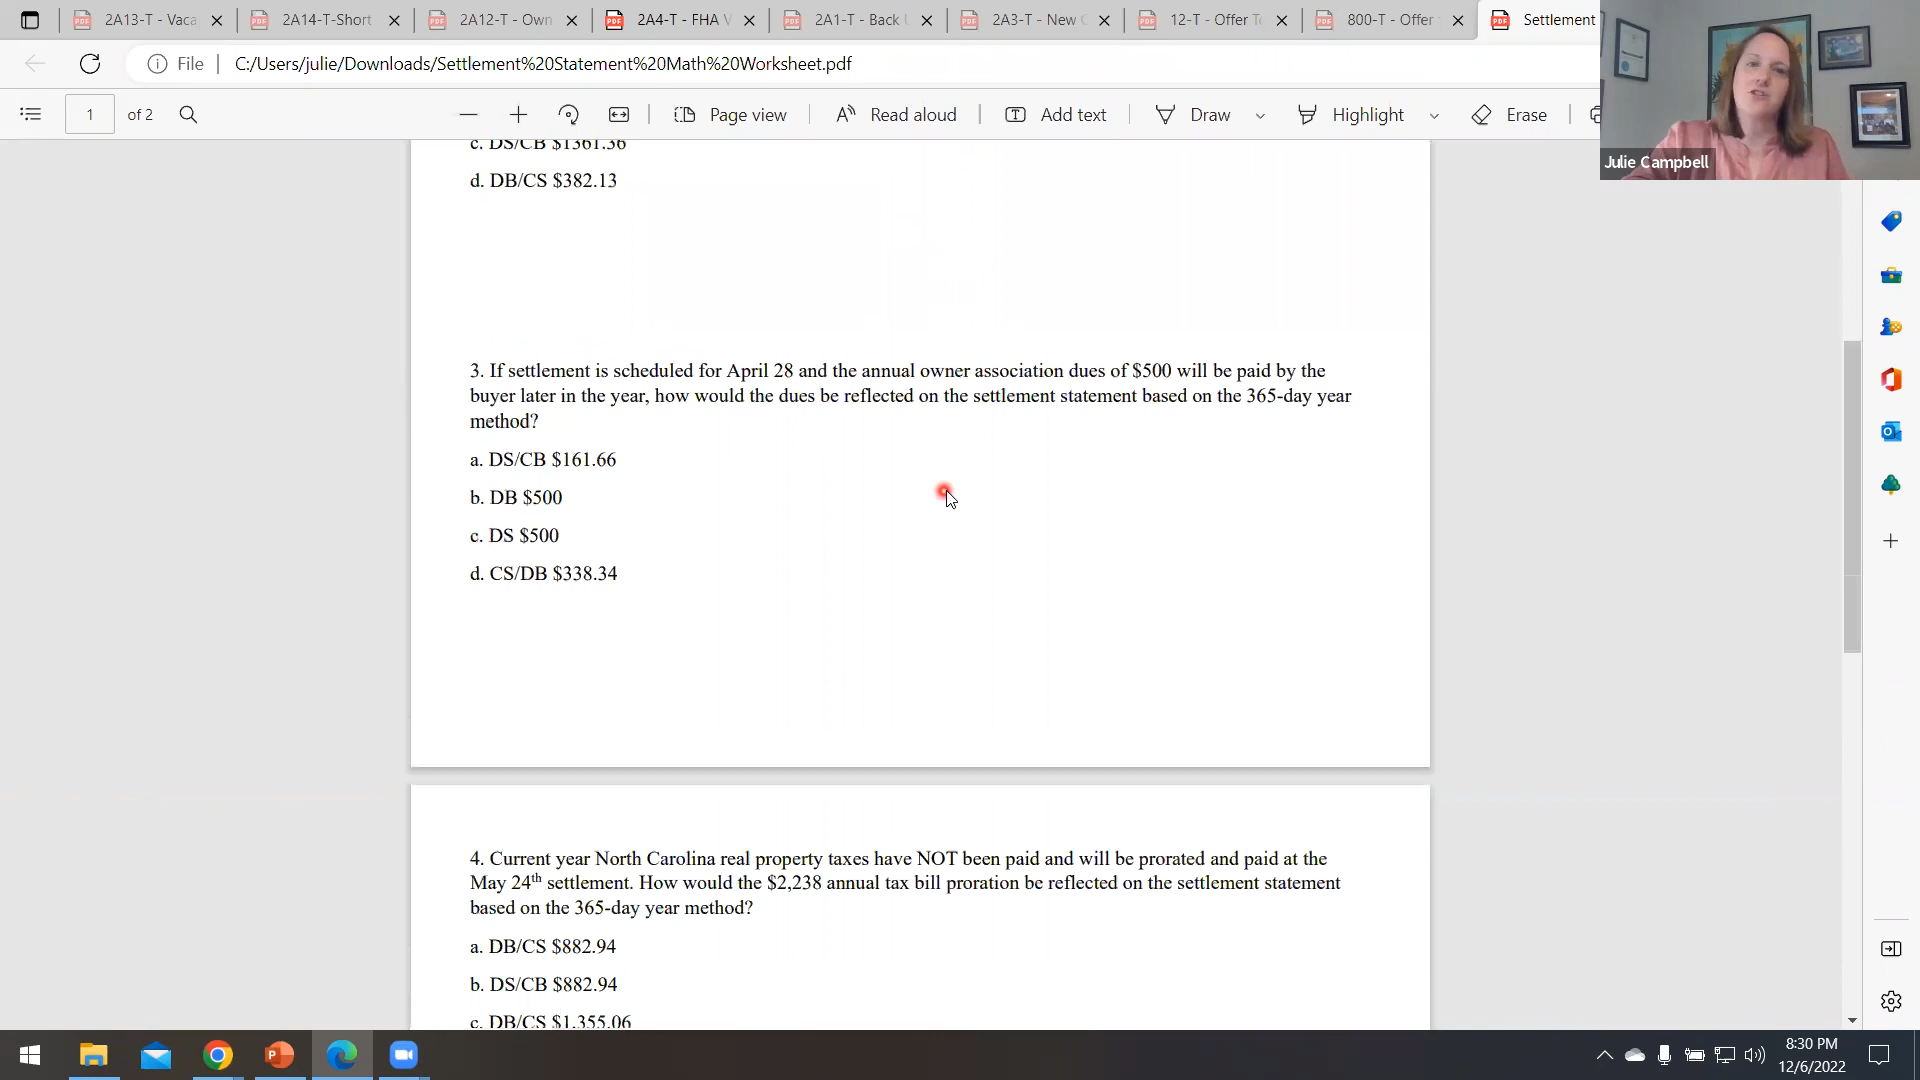 2A13-T - Vaca
2A14-T-Short
2A12-T - Own
2A4-T - FHA V
2A1-T - Back
2A3-T - New
12-T - Offer T
800-T - Offer
Settlement
File
C:/Users/julie/Downloads/Settlement%20Statement%20Math%20Worksheet.pdf
1
of 2
Page view
Read aloud
Add text
Draw
Highlight
Erase
Julie Campbell
c. DS/CB $1361.36
d. DB/CS $382.13
3. If settlement is scheduled for April 28 and the annual owner association dues of $500 will be paid by the
buyer later in the year, how would the dues be reflected on the settlement statement based on the 365-day year
method?
a. DS/CB $161.66
b. DB $500
c. DS $500
d. CS/DB $338.34
4. Current year North Carolina real property taxes have NOT been paid and will be prorated and paid at the
May 24th settlement. How would the $2,238 annual tax bill proration be reflected on the settlement statement
based on the 365-day year method?
a. DB/CS $882.94
b. DS/CB $882.94
c. DB/CS $1,355.06
8:30 PM
12/6/2022